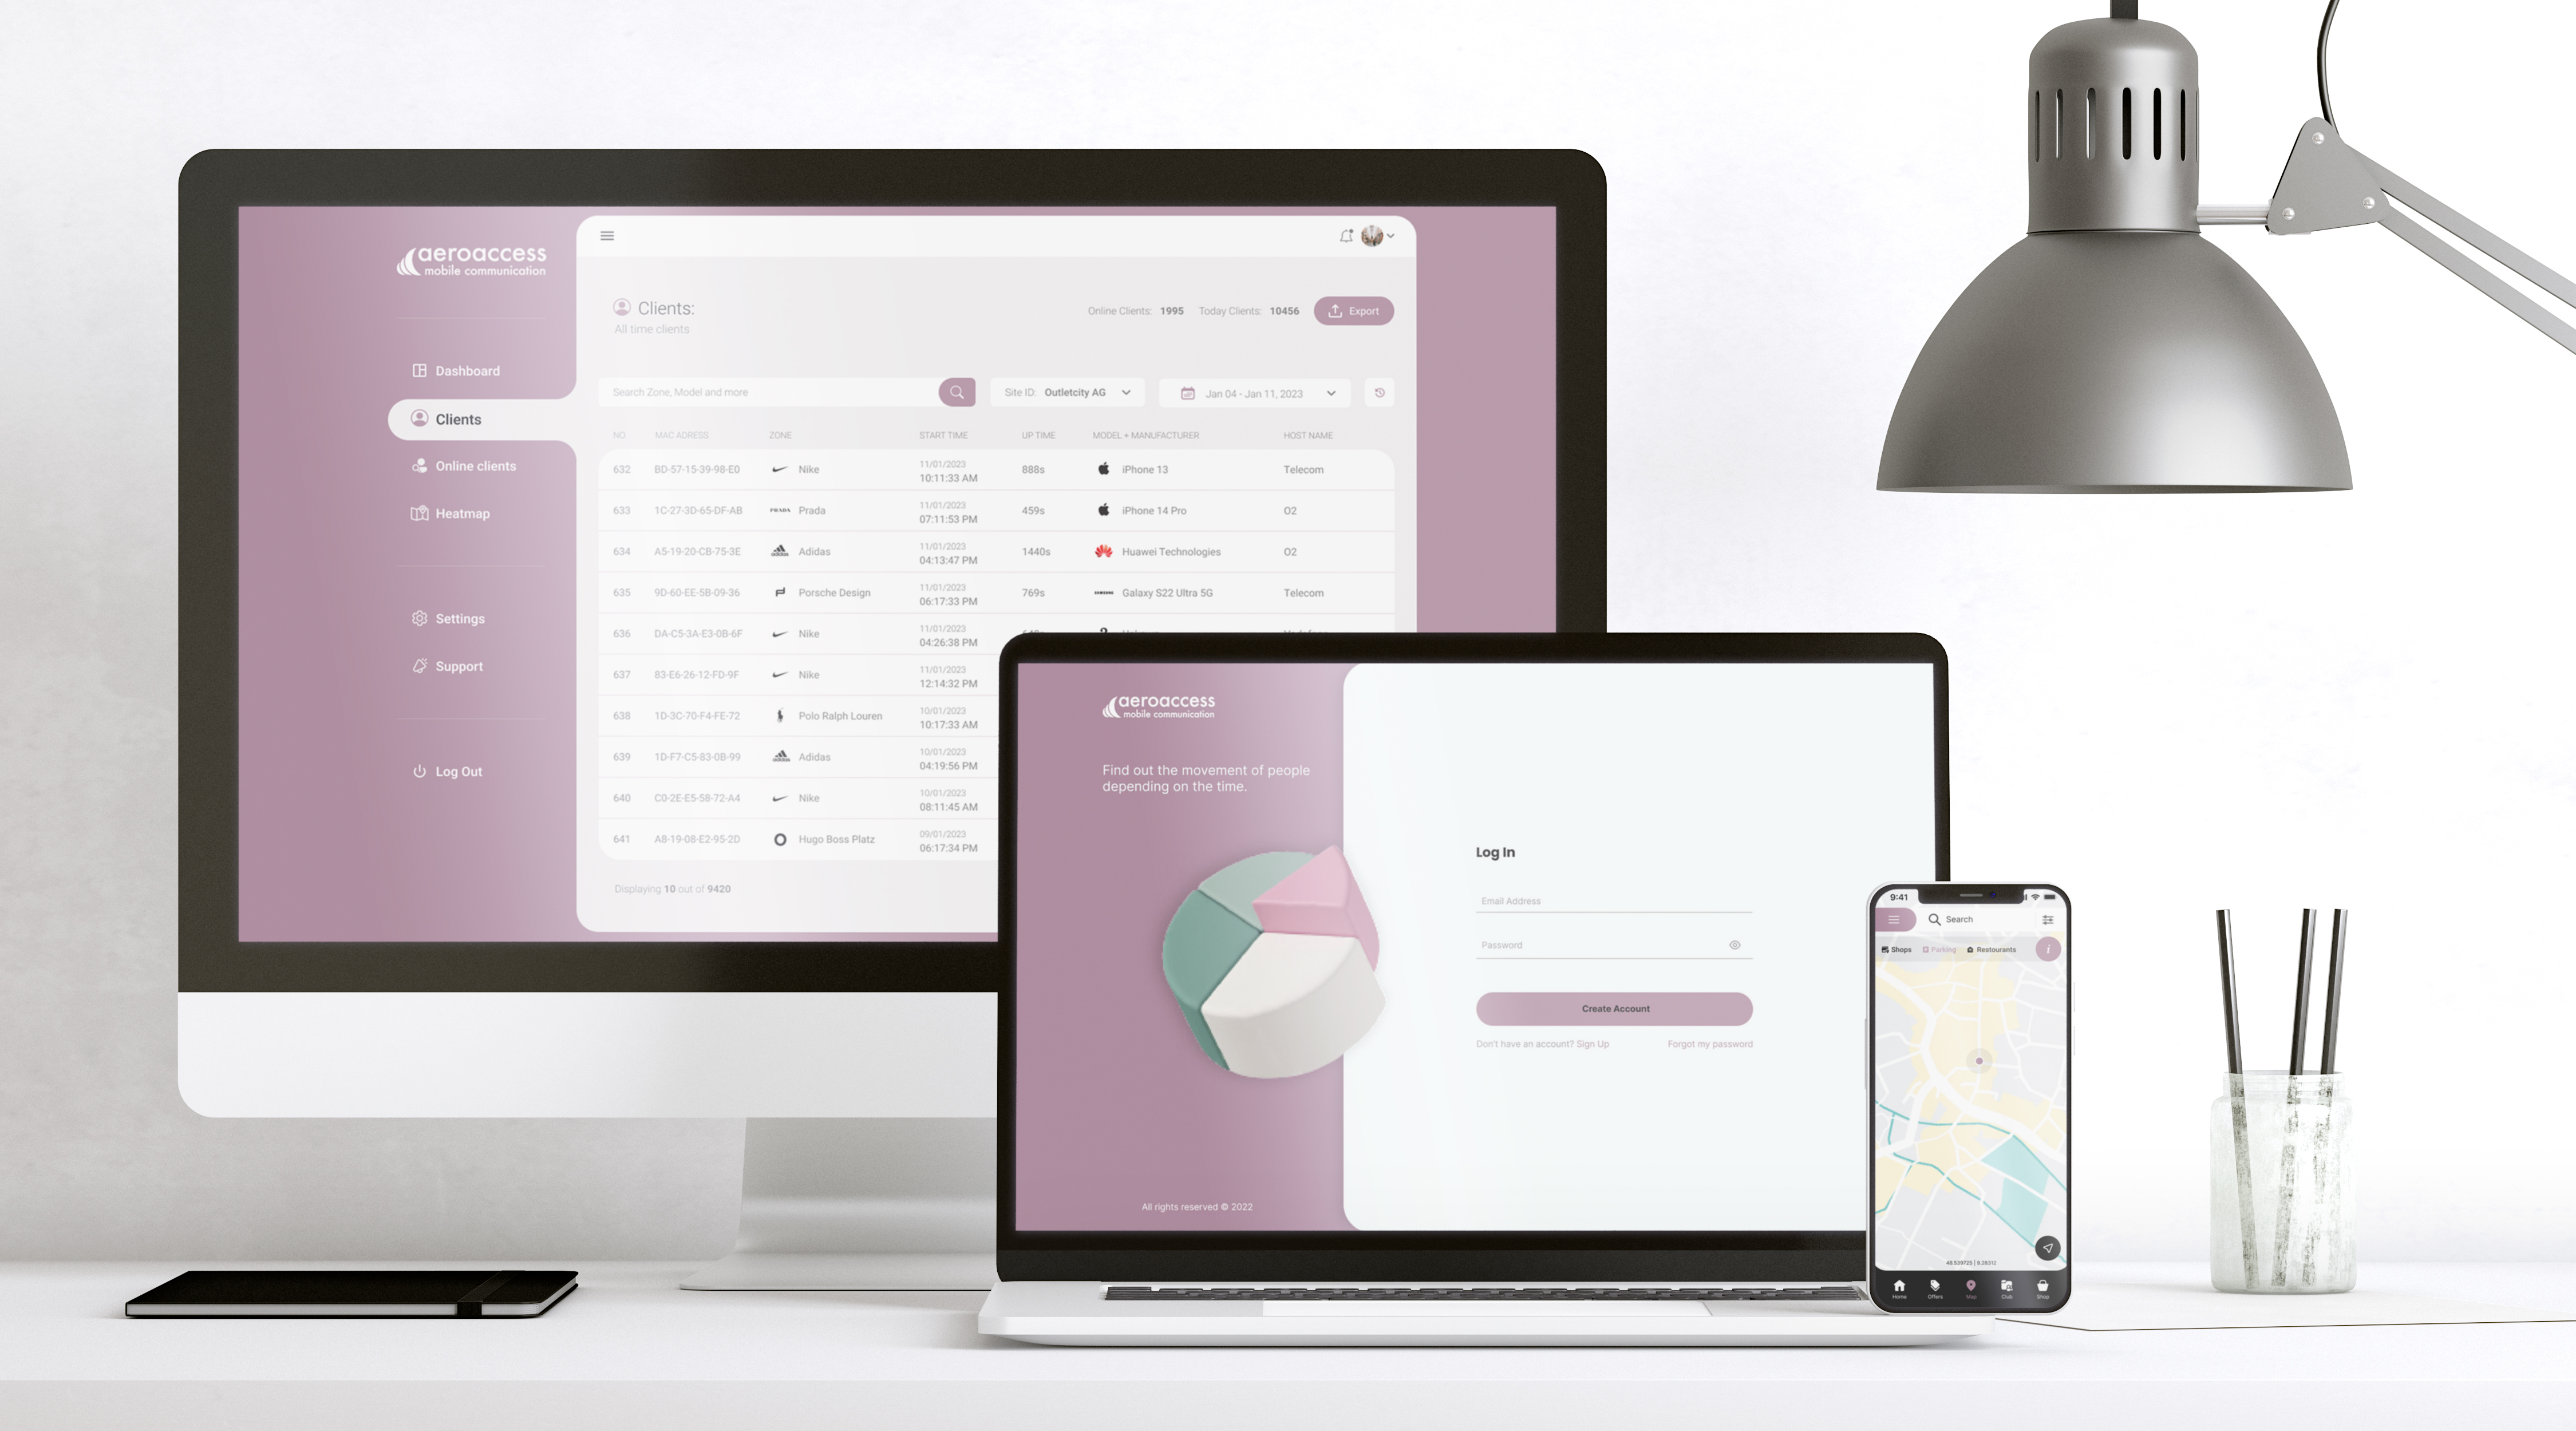 aeroaccess
mobile communication
Dashboard
Clients
Online clients
Heatmap
Settings
Support
Log Out
Clients:
All time clients
Online Clients: 1995 Today Clients: 10456 Export
Search Zone, Model and more Site ID: Outletcity AG Jan 04 - Jan 11, 2023
NO MAC ADRESS ZONE START TIME UP TIME MODEL + MANUFACTURER HOST NAME
632 BD-57-15-39-98-E0 Nike 11/01/2023 10:11:33 AM 888s iPhone 13 Telecom
633 1C-27-3D-65-DF-AB PRADA Prada 11/01/2023 07:11:53 PM 459s iPhone 14 Pro O2
634 A5-19-20-CB-75-3E Adidas 11/01/2023 04:13:47 PM 1440s Huawei Technologies O2
635 9D-60-EE-5B-09-36 Porsche Design 11/01/2023 06:17:33 PM 769s SAMSUNG Galaxy S22 Ultra 5G Telecom
636 DA-C5-3A-E3-0B-6F Nike 11/01/2023 04:26:38 PM
637 83-E6-26-12-FD-9F Nike 11/01/2023 12:14:32 PM
638 1D-3C-70-F4-FE-72 Polo Ralph Louren 10/01/2023 10:17:33 AM
639 1D-F7-C5-83-0B-99 Adidas 10/01/2023 04:19:56 PM
640 C0-2E-E5-58-72-A4 Nike 10/01/2023 08:11:45 AM
641 A8-19-08-E2-95-2D Hugo Boss Platz 09/01/2023 06:17:34 PM
Displaying 10 out of 9420
aeroaccess
mobile communication
Find out the movement of people
depending on the time.
All rights reserved © 2022
Log In
Email Address
Password
Create Account
Don't have an account? Sign Up Forgot my password
9:41
Search
Shops Parking Restourants i
48.539725 | 9.28312
Home Offers Map Club Shop